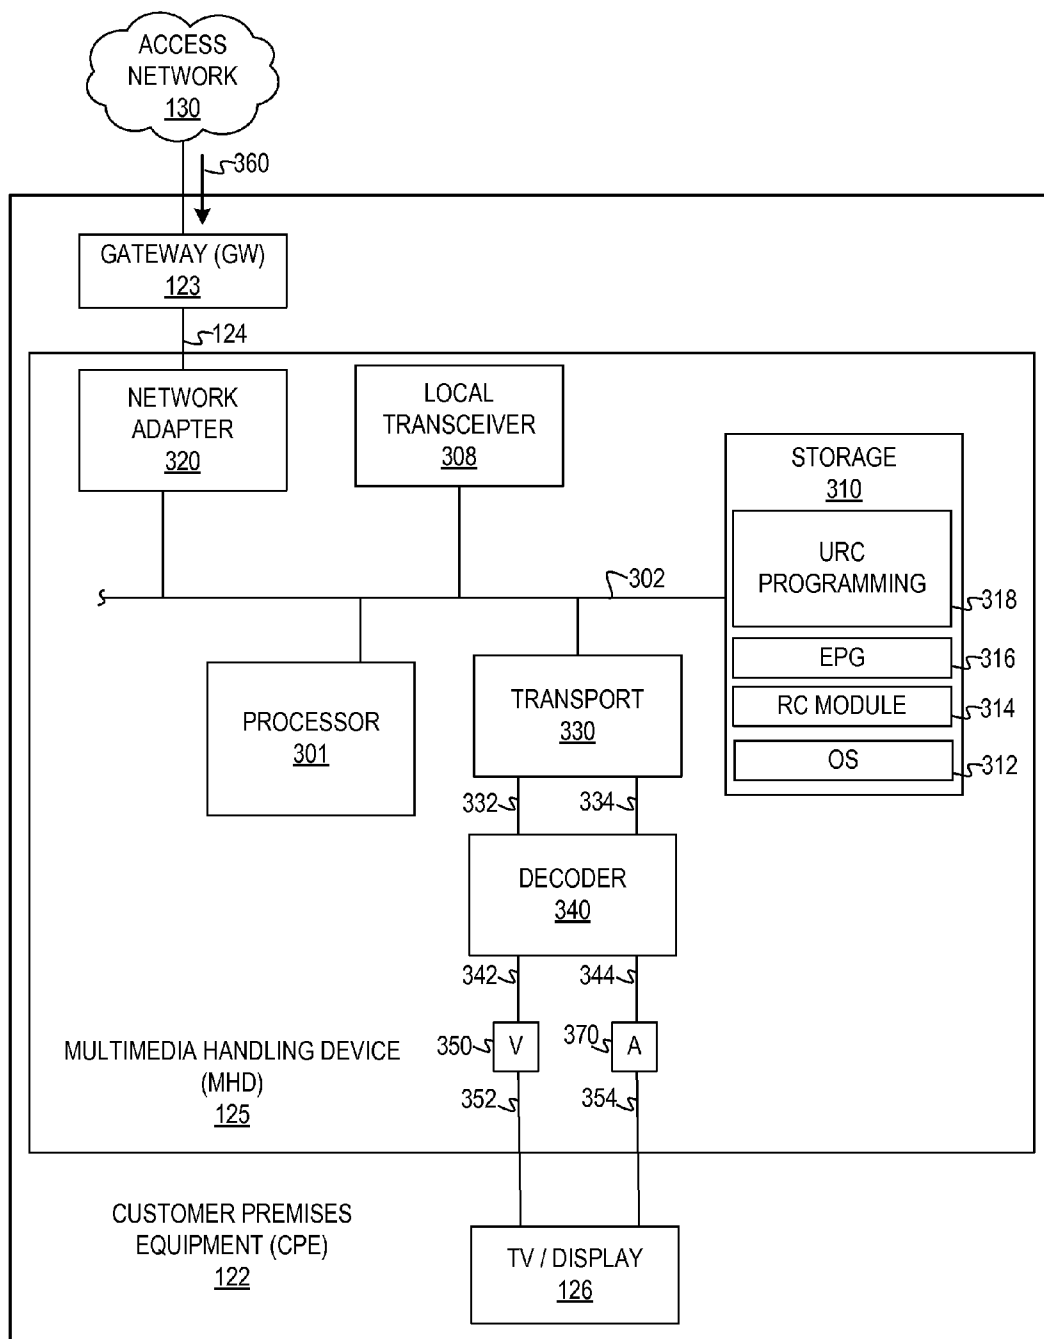 ACCESS
NETWORK
130
360
GATEWAY (GW)
123
124
NETWORK
ADAPTER
320
LOCAL
TRANSCEIVER
308
STORAGE
310
URC
PROGRAMMING
318
EPG
316
RC MODULE
314
OS
312
302
PROCESSOR
301
TRANSPORT
330
332
334
DECODER
340
342
344
350
V
370
A
352
354
MULTIMEDIA HANDLING DEVICE
(MHD)
125
CUSTOMER PREMISES
EQUIPMENT (CPE)
122
TV / DISPLAY
126